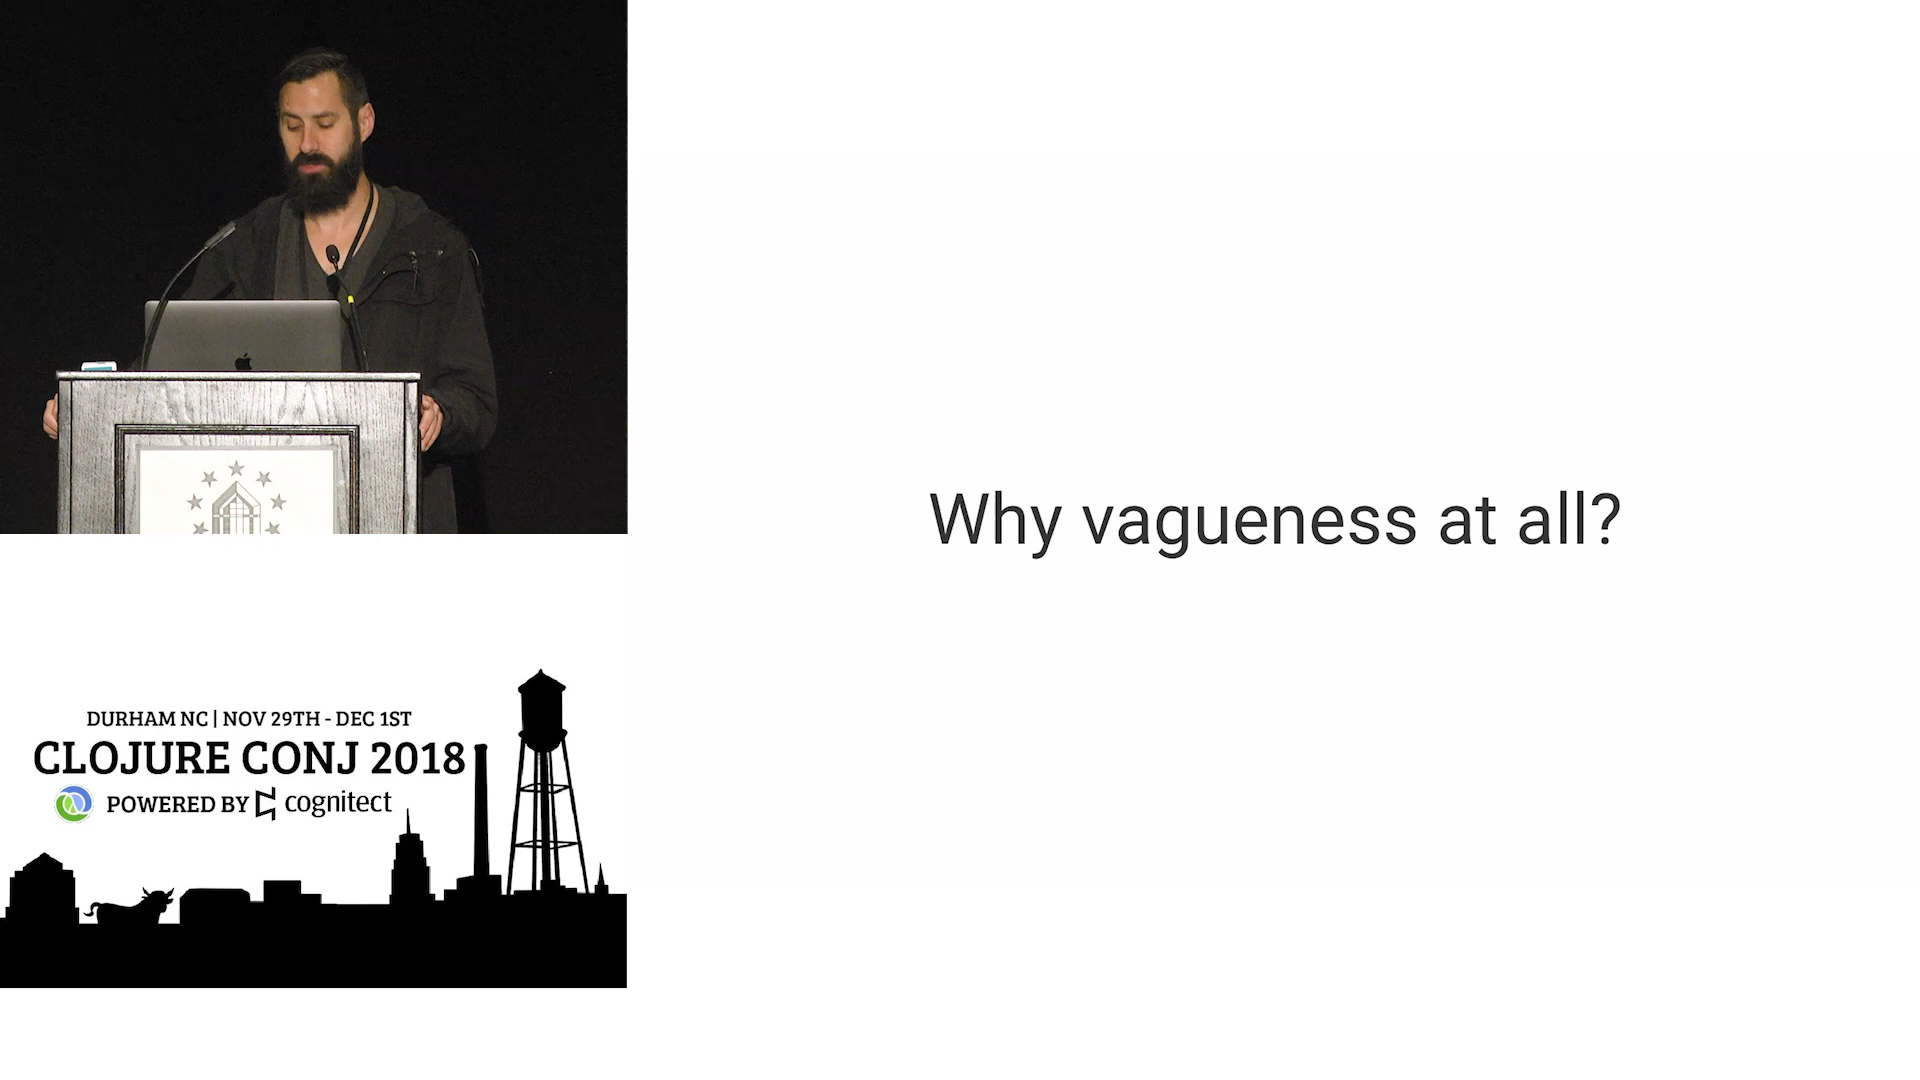 Why vagueness at all?
DURHAM NC | NOV 29TH - DEC 1ST
CLOJURE CONJ 2018
POWERED BY cognitect